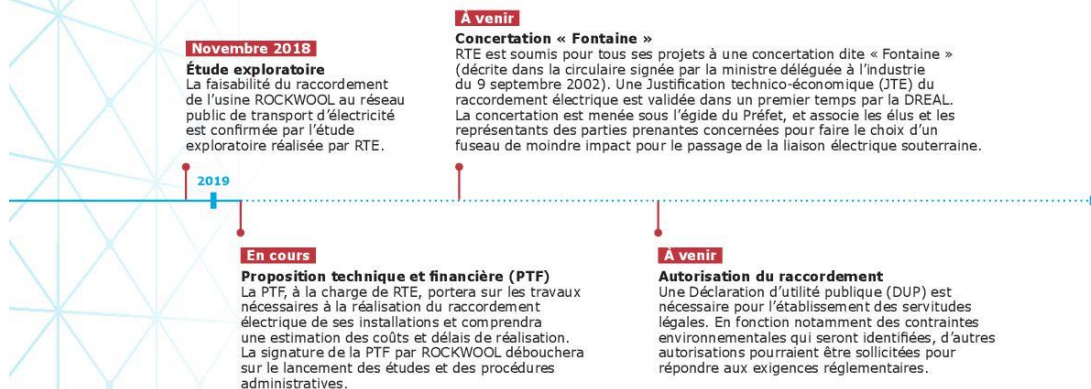 Novembre 2018
Étude exploratoire
La faisabilité du raccordement
de l'usine ROCKWOOL au réseau
public de transport d'électricité
est confirmée par l'étude
exploratoire réalisée par RTE.
À venir
Concertation « Fontaine »
RTE est soumis pour tous ses projets à une concertation dite « Fontaine »
(décrite dans la circulaire signée par la ministre déléguée à l'industrie
du 9 septembre 2002). Une Justification technico-économique (JTE) du
raccordement électrique est validée dans un premier temps par la DREAL.
La concertation est menée sous l'égide du Préfet, et associe les élus et les
représentants des parties prenantes concernées pour faire le choix d'un
fuseau de moindre impact pour le passage de la liaison électrique souterraine.
2019
En cours
Proposition technique et financière (PTF)
La PTF, à la charge de RTE, portera sur les travaux
nécessaires à la réalisation du raccordement
électrique de ses installations et comprendra
une estimation des coûts et délais de réalisation.
La signature de la PTF par ROCKWOOL débouchera
sur le lancement des études et des procédures
administratives.
À venir
Autorisation du raccordement
Une Déclaration d'utilité publique (DUP) est
nécessaire pour l'établissement des servitudes
légales. En fonction notamment des contraintes
environnementales qui seront identifiées, d'autres
autorisations pourraient être sollicitées pour
répondre aux exigences réglementaires.